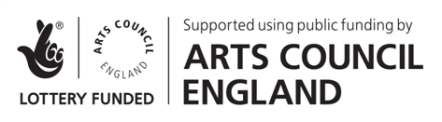 ®
LOTTERY FUNDED
ARTS COUNCIL
ENGLAND
Supported using public funding by
ARTS COUNCIL
ENGLAND